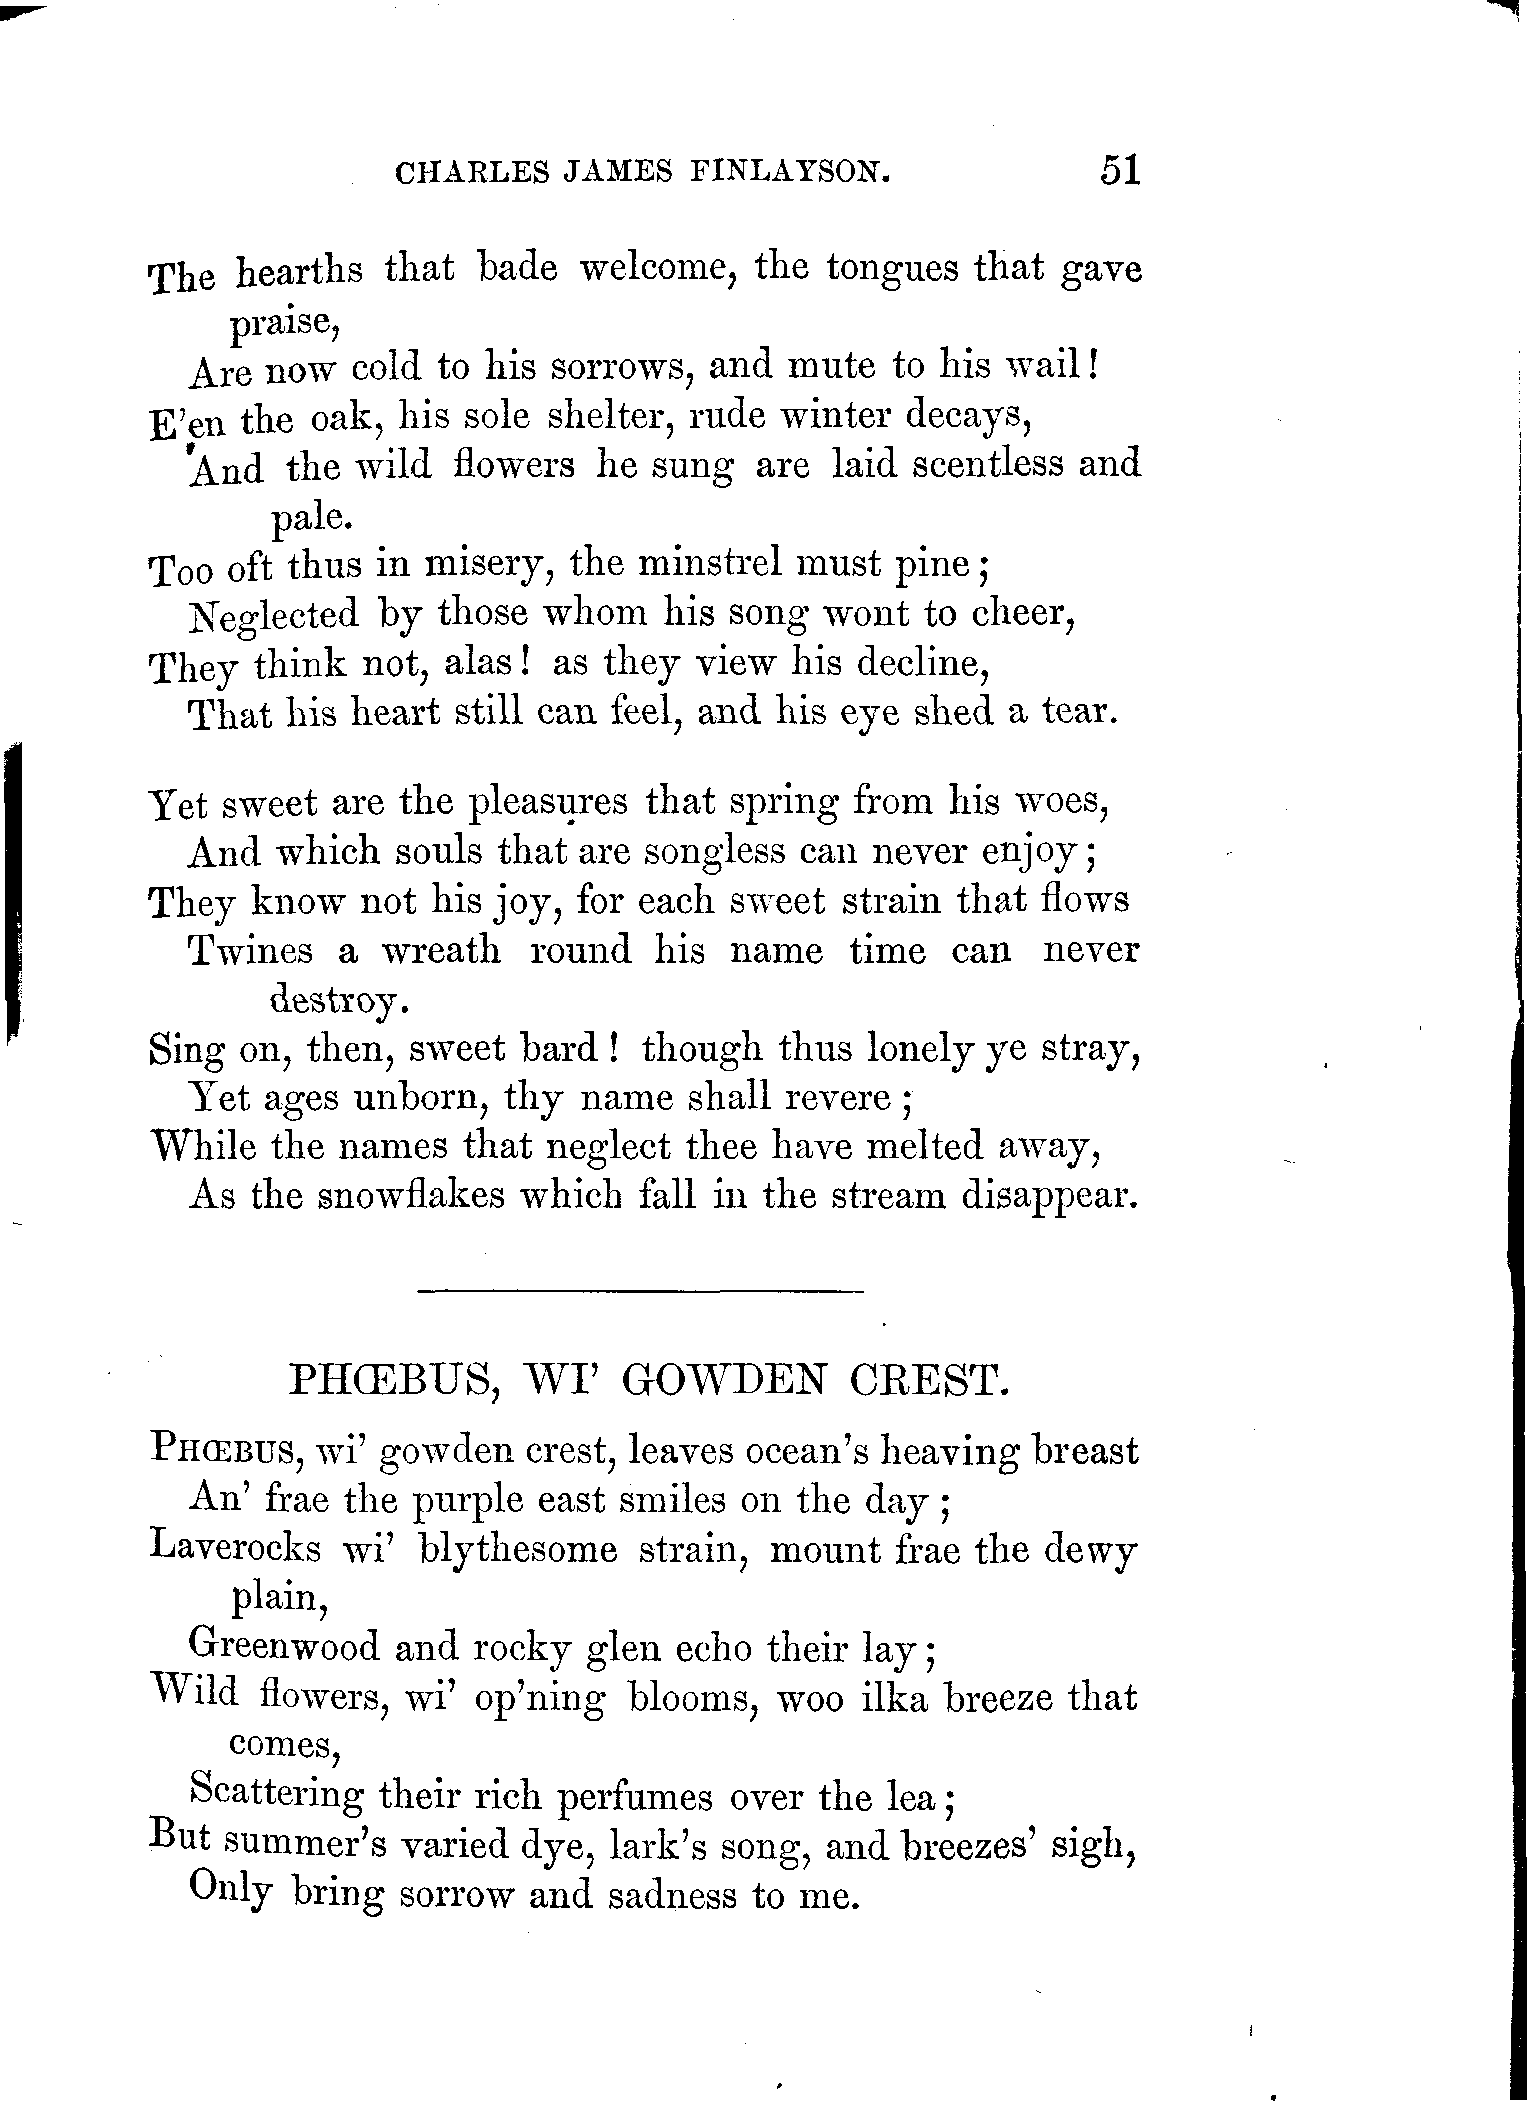 CHARLES JAMES FINLAYSON. 51
The hearths that bade welcome, the tongues that gave
praise,
Are now cold to his sorrows, and mute to his wail!
E'en the oak, his sole shelter, rude winter decays,
And the wild flowers he sung are laid scentless and
pale.
Too oft thus in misery, the minstrel must pine;
Neglected by those whom his song wont to cheer,
They think not, alas! as they view his decline,
That his heart still can feel, and his eye shed a tear.
Yet sweet are the pleasures that spring from his woes,
And which souls that are songless can never enjoy;
They know not his joy, for each sweet strain that flows
Twines a wreath round his name time can never
destroy.
Sing on, then, sweet bard! though thus lonely ye stray,
Yet ages unborn, thy name shall revere;
While the names that neglect thee have melted away,
As the snowflakes which fall in the stream disappear.
PHŒBUS, WI' GOWDEN CREST.
PHŒBUS, wi' gowden crest, leaves ocean's heaving breast
An' frae the purple east smiles on the day;
Laverocks wi' blythesome strain, mount frae the dewy
plain,
Greenwood and rocky glen echo their lay;
Wild flowers, wi' op'ning blooms, woo ilka breeze that
comes,
Scattering their rich perfumes over the lea;
But summer's varied dye, lark's song, and breezes' sigh,
Only bring sorrow and sadness to me.